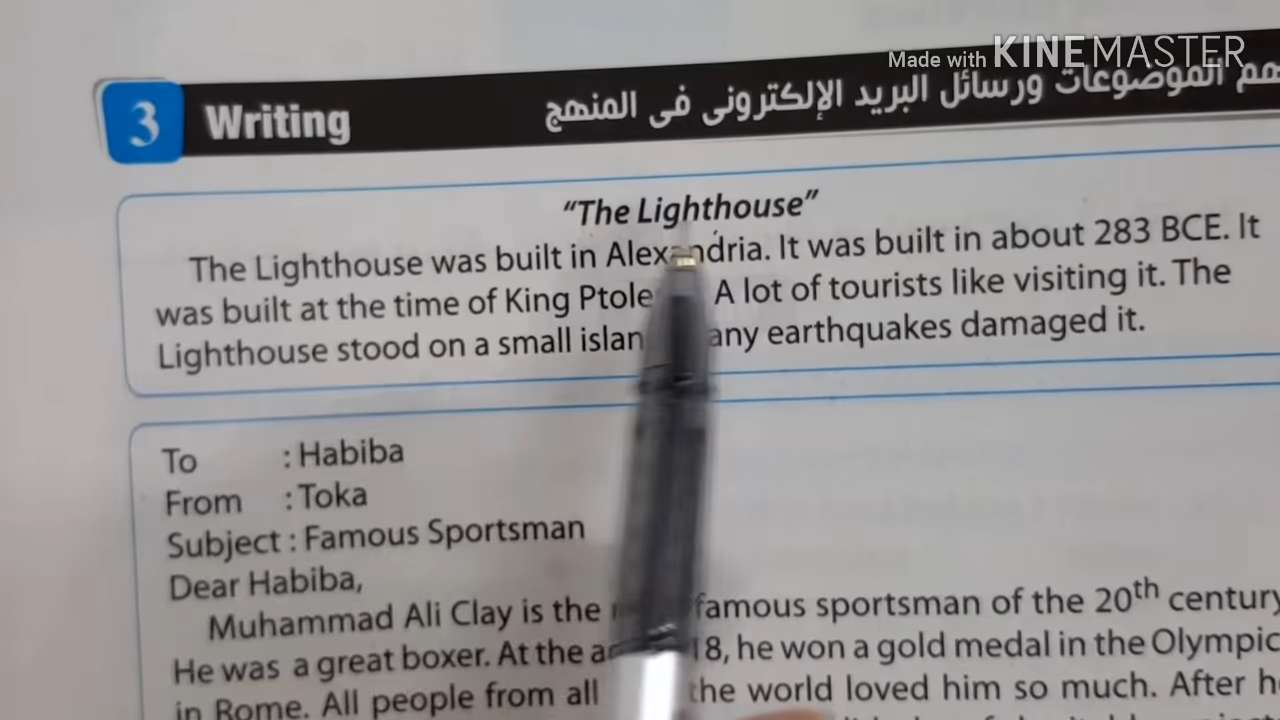 Made with KINEMASTER
3 Writing هم الموضوعات ورسائل البريد الإلكترونى فى المنهج
“The Lighthouse”
The Lighthouse was built in Alexandria. It was built in about 283 BCE. It
was built at the time of King A lot of tourists like visiting it. The
Lighthouse stood on a small earthquakes damaged it.
To : Habiba
From : Toka
Subject : Famous Sportsman
Dear Habiba,
Muhammad Ali Clay is the famous sportsman of the 20th century
He was a great boxer. At the 18, he won a gold medal in the Olympic
in Rome. All people from all the world loved him so much. After